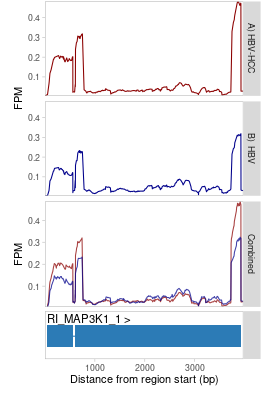 0.4
0.3
0.2
0.1
FPM
A) HBV-HCC
0.4
0.3
0.2
0.1
B) HBV
0.4
0.3
0.2
0.1
FPM
Combined
RI_MAP3K1_1 >
1000 2000 3000
Distance from region start (bp)